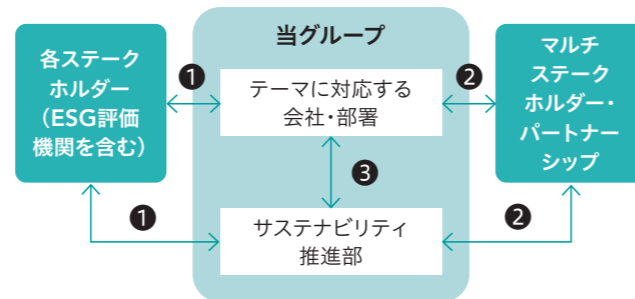 当グループ
各ステーク
ホルダー
(ESG評価
機関を含む)
❶
テーマに対応する
会社・部署
❷
マルチ
ステーク
ホルダー・
パートナー
シップ
❸
❶
サステナビリティ
推進部
❷